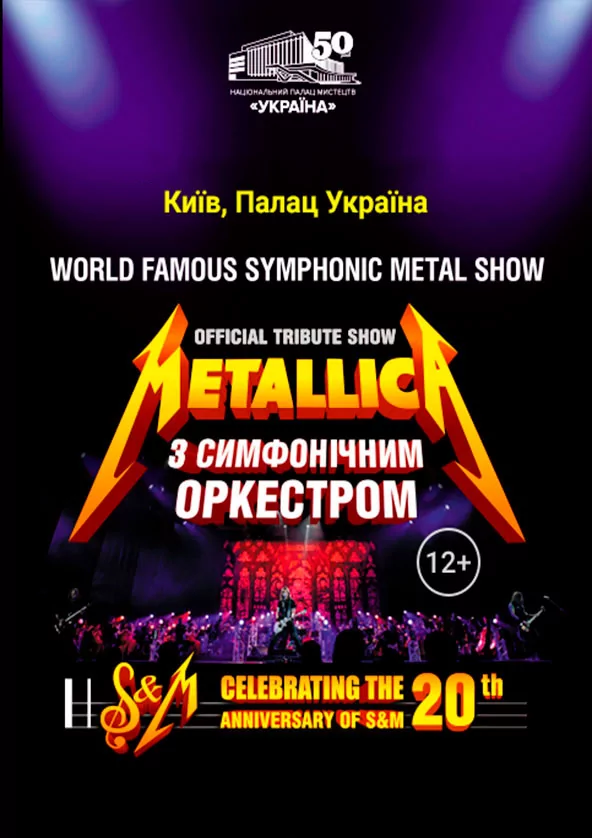 50
НАЦІОНАЛЬНИЙ ПАЛАЦ МИСТЕЦТВ
«УКРАЇНА»
Київ, Палац Україна
WORLD FAMOUS SYMPHONIC METAL SHOW
OFFICIAL TRIBUTE SHOW
METALLICA
З СИМФОНІЧНИМ
ОРКЕСТРОМ
12+
S&M CELEBRATING THE 20th
ANNIVERSARY OF S&M